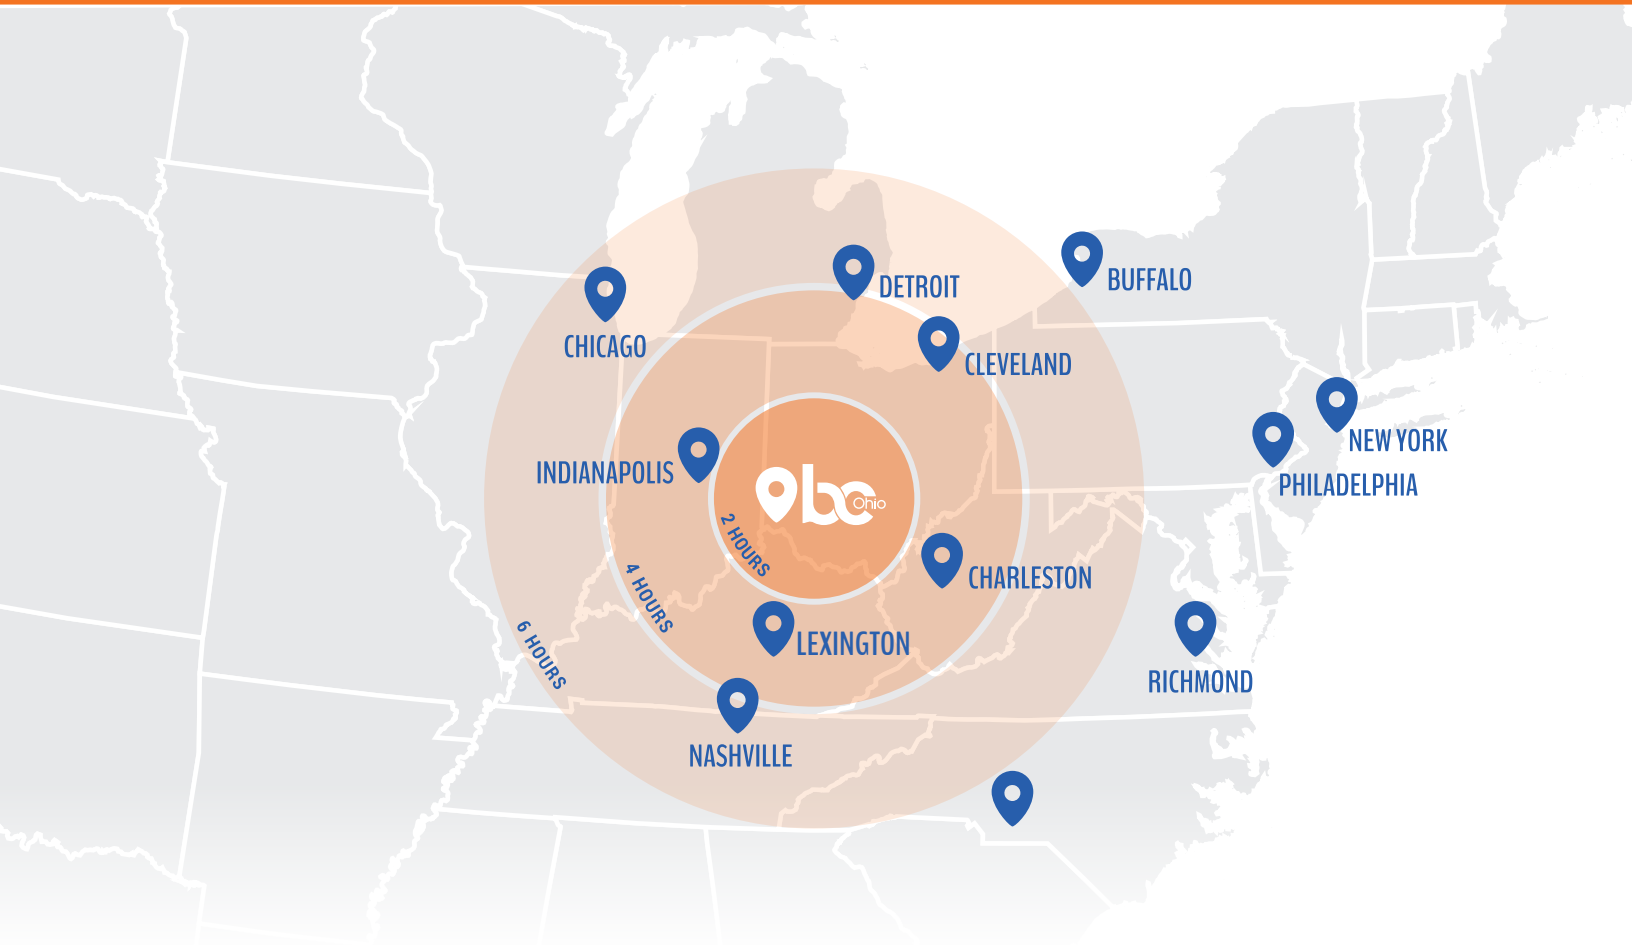 BUFFALO
DETROIT
CHICAGO
CLEVELAND
NEW YORK
INDIANAPOLIS
PHILADELPHIA
bc
Ohio
2 HOURS
4 HOURS
6 HOURS
CHARLESTON
LEXINGTON
RICHMOND
NASHVILLE